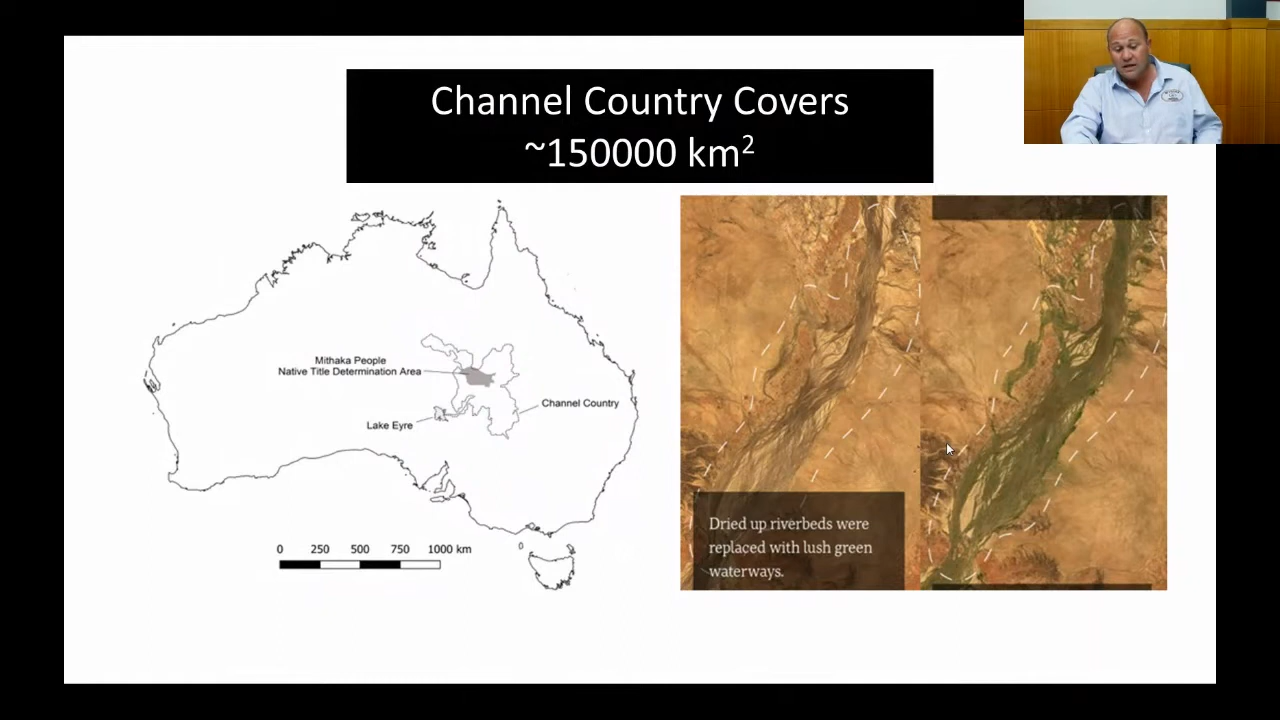 Channel Country Covers
~150000 km²
Mithaka People
Native Title Determination Area
Channel Country
Lake Eyre
0 250 500 750 1000 km
Dried up riverbeds were
replaced with lush green
waterways.